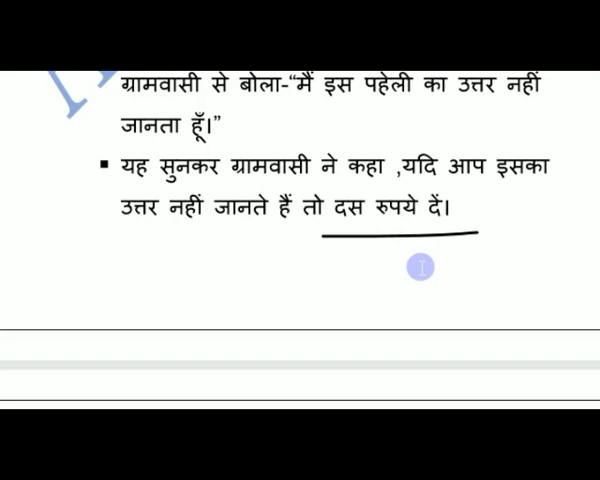 ग्रामवासी से बोला-“मैं इस पहेली का उत्तर नहीं
जानता हूँ।”
▪ यह सुनकर ग्रामवासी ने कहा ,यदि आप इसका
उत्तर नहीं जानते हैं तो दस रुपये दें।